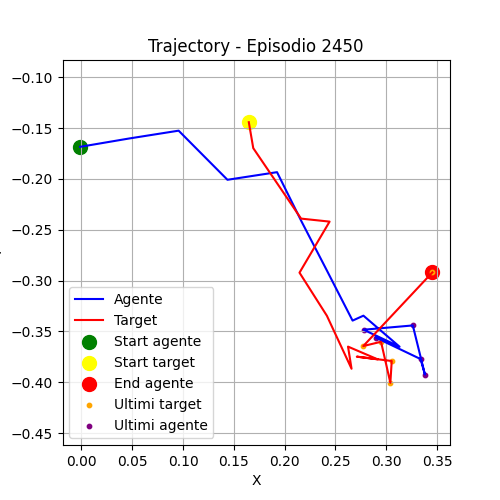 Trajectory - Episodio 2450
−0.10
−0.15
−0.20
−0.25
−0.30
−0.35
−0.40
−0.45
Agente
Target
Start agente
Start target
End agente
Ultimi target
Ultimi agente
0.00 0.05 0.10 0.15 0.20 0.25 0.30 0.35
X